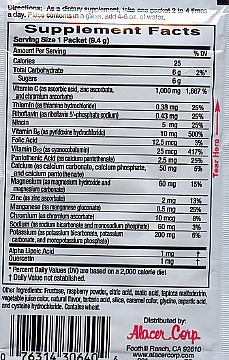 Directions: As a dietary supplement, take one packet 2 to 4 times
a day. Place contents in a glass, add 4-6 oz. of water.
Supplement Facts
Serving Size 1 Packet (9.4 g)
Amount Per Serving % DV
Calories 25
Total Carbohydrate 6 g 2%*
Sugars 6 g
Vitamin C (as ascorbic acid, zinc ascorbate, 1,000 mg 1,667 %
and chromium ascorbate)
Thiamin (as thiamine hydrochloride) 0.38 mg 25%
Riboflavin (as riboflavin 5'-phosphate sodium) 0.43 mg 25%
Niacin 5 mg 25%
Vitamin B6 (as pyridoxine hydrochloride) 10 mg 500%
Folic Acid 12.5 mcg 3%
Vitamin B12 (as cyanocobalamin) 25 mcg 417%
Pantothenic Acid (as calcium pantothenate) 2.5 mg 25%
Calcium (as calcium carbonate, calcium phosphate, 50 mg 5%
and calcium pantothenate)
Magnesium (as magnesium hydroxide and 60 mg 15%
magnesium carbonate)
Zinc (as zinc ascorbate) 2 mg 13%
Manganese (as manganese gluconate) 0.5 mg 25%
Chromium (as chromium ascorbate) 10 mcg 8%
Sodium (as sodium bicarbonate and monosodium phosphate) 60 mg 3%
Potassium (as potassium bicarbonate, potassium 200 mg 6%
carbonate, and monopotassium phosphate)
Alpha Lipoic Acid 1 mg †
Quercetin 1 mg †
* Percent Daily Values (DV) are based on a 2,000 calorie diet
† Daily Value not established.
Other Ingredients: Fructose, raspberry powder, citric acid, malic acid, tapioca maltodextrin,
vegetable juice color, natural flavor, tartaric acid, silica, caramel color, glycine, aspartic acid,
and cysteine hydrochloride. Contains wheat.
Distributed by:
Alacer Corp.
Foothill Ranch, CA 92610
www.alacer.com
0 76314 30640 4
Tear Here